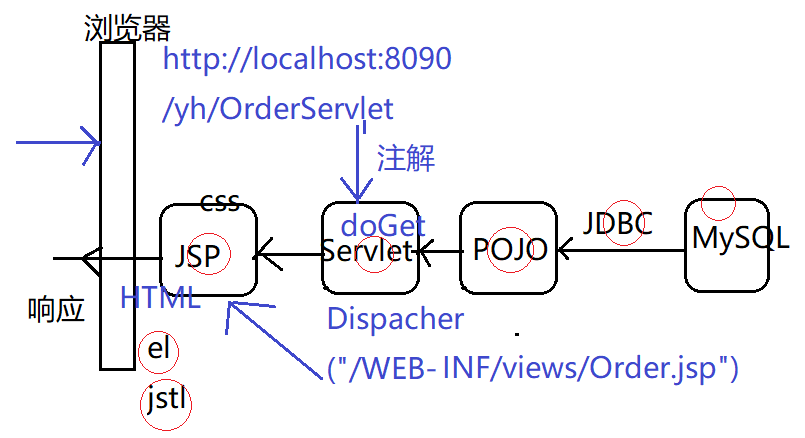 浏览器
http://localhost:8090
/yh/OrderServlet
注解
css
doGet
JDBC
JSP
Servlet
POJO
MySQL
HTML
响应
Dispacher
el
("/WEB-INF/views/Order.jsp")
jstl